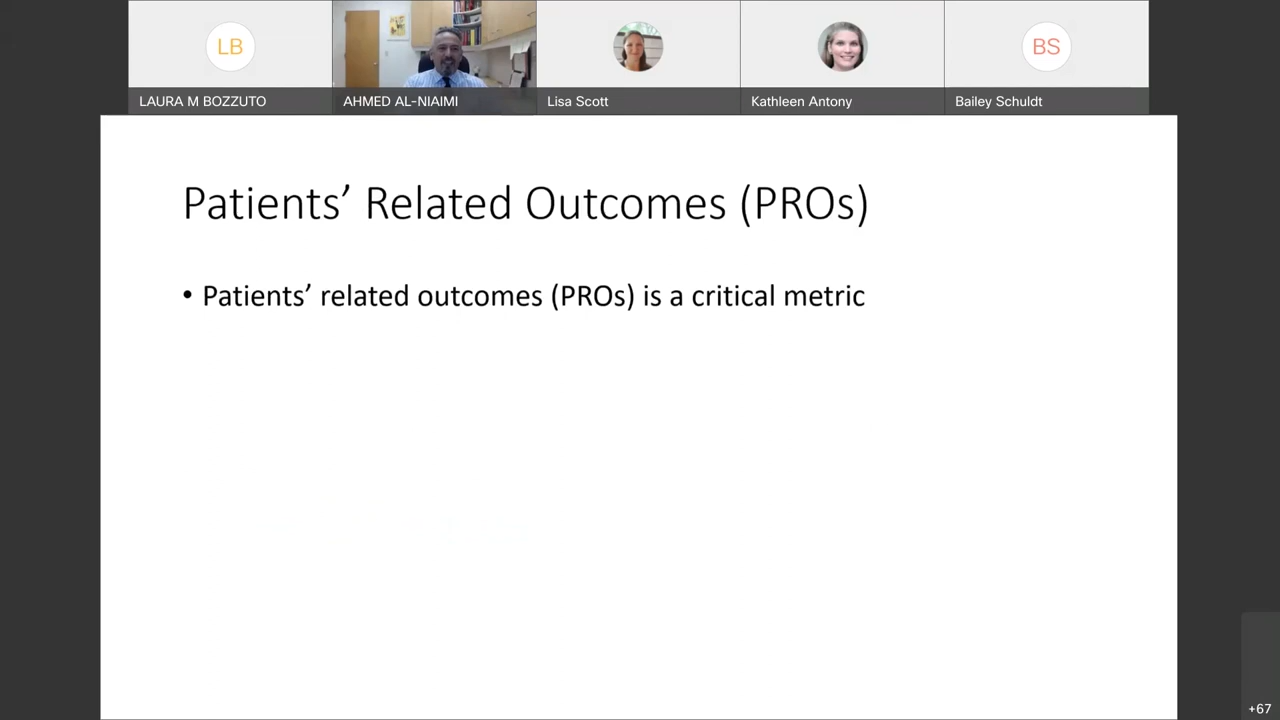 LB
BS
LAURA M BOZZUTO
AHMED AL-NIAIMI
Lisa Scott
Kathleen Antony
Bailey Schuldt
Patients’ Related Outcomes (PROs)
• Patients’ related outcomes (PROs) is a critical metric
+67